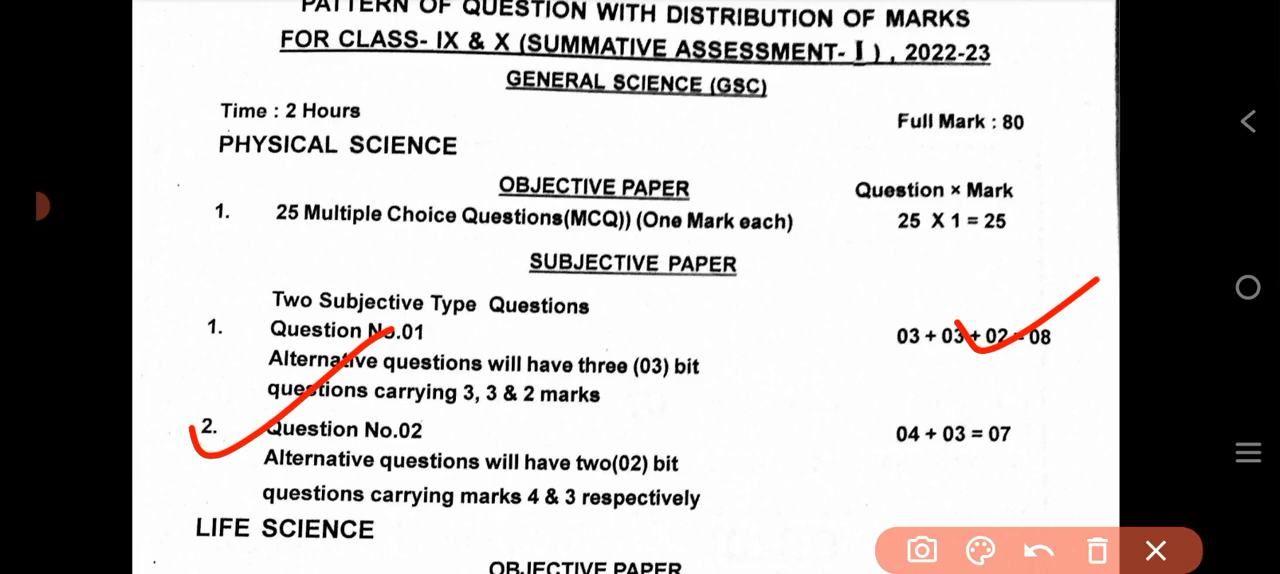 PATTERN OF QUESTION WITH DISTRIBUTION OF MARKS
FOR CLASS- IX & X (SUMMATIVE ASSESSMENT- I ) , 2022-23
GENERAL SCIENCE (GSC)
Time : 2 Hours
Full Mark : 80
PHYSICAL SCIENCE
OBJECTIVE PAPER
Question × Mark
1. 25 Multiple Choice Questions(MCQ)) (One Mark each) 25 X 1 = 25
SUBJECTIVE PAPER
Two Subjective Type Questions
1. Question No.01 03 + 03 + 02 = 08
Alternative questions will have three (03) bit
questions carrying 3, 3 & 2 marks
2. Question No.02 04 + 03 = 07
Alternative questions will have two(02) bit
questions carrying marks 4 & 3 respectively
LIFE SCIENCE
OBJECTIVE PAPER